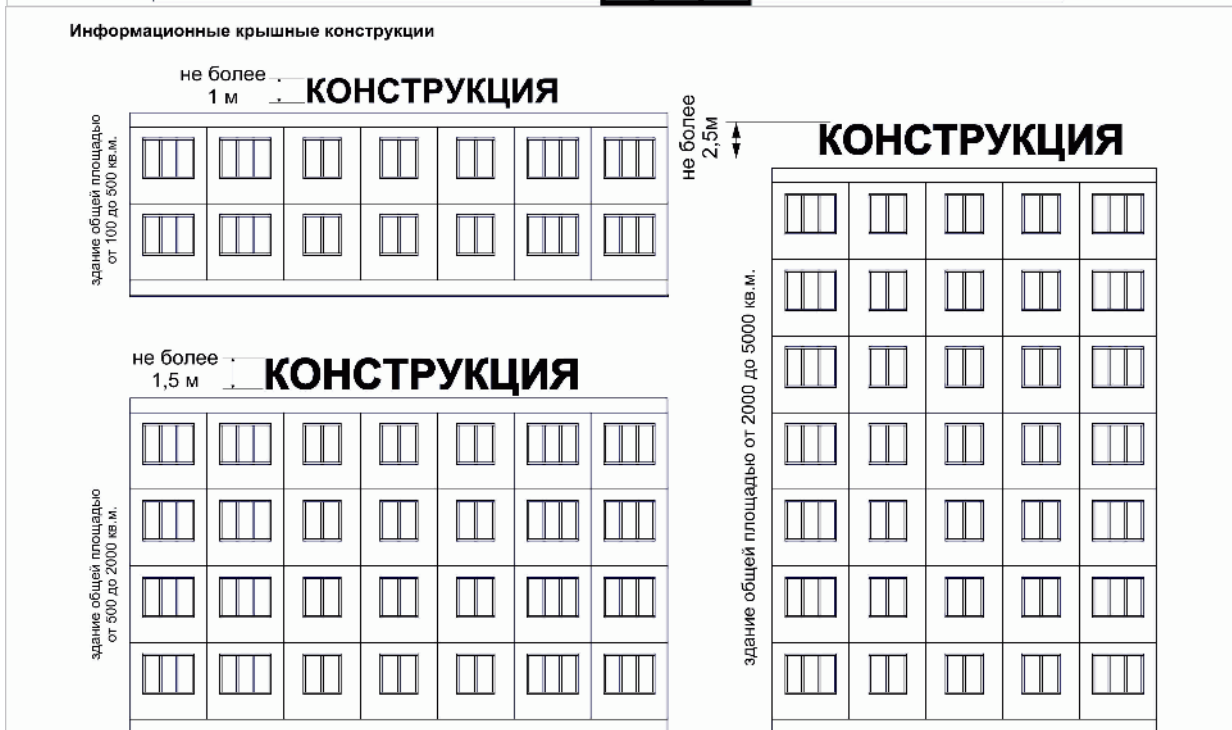 Информационные крышные конструкции
не более
1 м
КОНСТРУКЦИЯ
здание общей площадью
от 100 до 500 кв.м.
не более
2,5м
КОНСТРУКЦИЯ
здание общей площадью от 2000 до 5000 кв.м.
не более
1,5 м
КОНСТРУКЦИЯ
здание общей площадью
от 500 до 2000 кв.м.